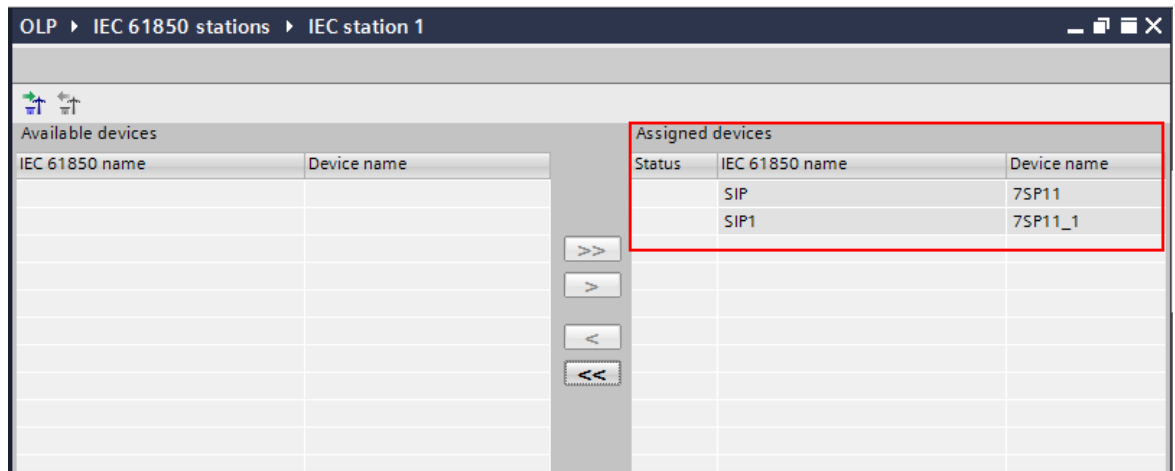 OLP ▸ IEC 61850 stations ▸ IEC station 1
Available devices
IEC 61850 name Device name
>>
>
<
<<
Assigned devices
Status IEC 61850 name Device name
SIP 7SP11
SIP1 7SP11_1